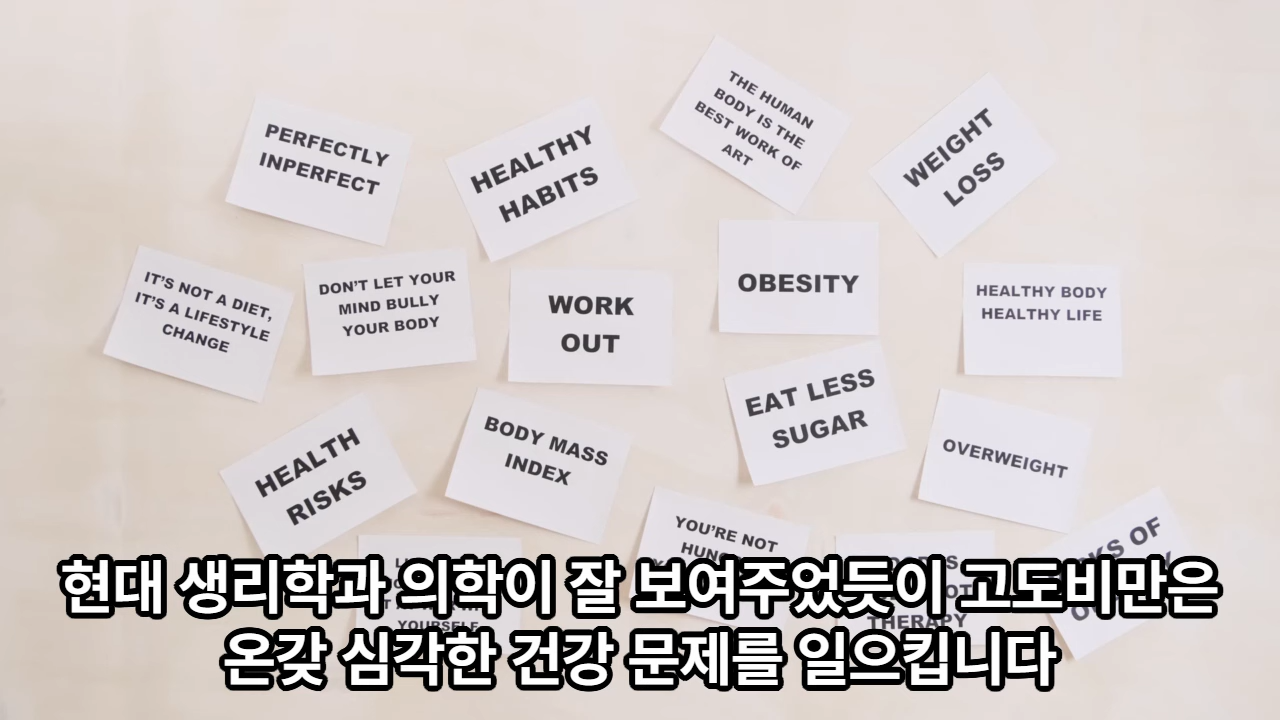 PERFECTLY
INPERFECT
HEALTHY
HABITS
THE HUMAN
BODY IS THE
BEST WORK OF
ART
WEIGHT
LOSS
IT'S NOT A DIET,
IT'S A LIFESTYLE
CHANGE
DON'T LET YOUR
MIND BULLY
YOUR BODY
WORK
OUT
OBESITY
HEALTHY BODY
HEALTHY LIFE
HEALTH
RISKS
BODY MASS
INDEX
EAT LESS
SUGAR
OVERWEIGHT
YOU'RE NOT
YOURSELF
THERAPY
OF
현대 생리학과 의학이 잘 보여주었듯이 고도비만은
온갖 심각한 건강 문제를 일으킵니다